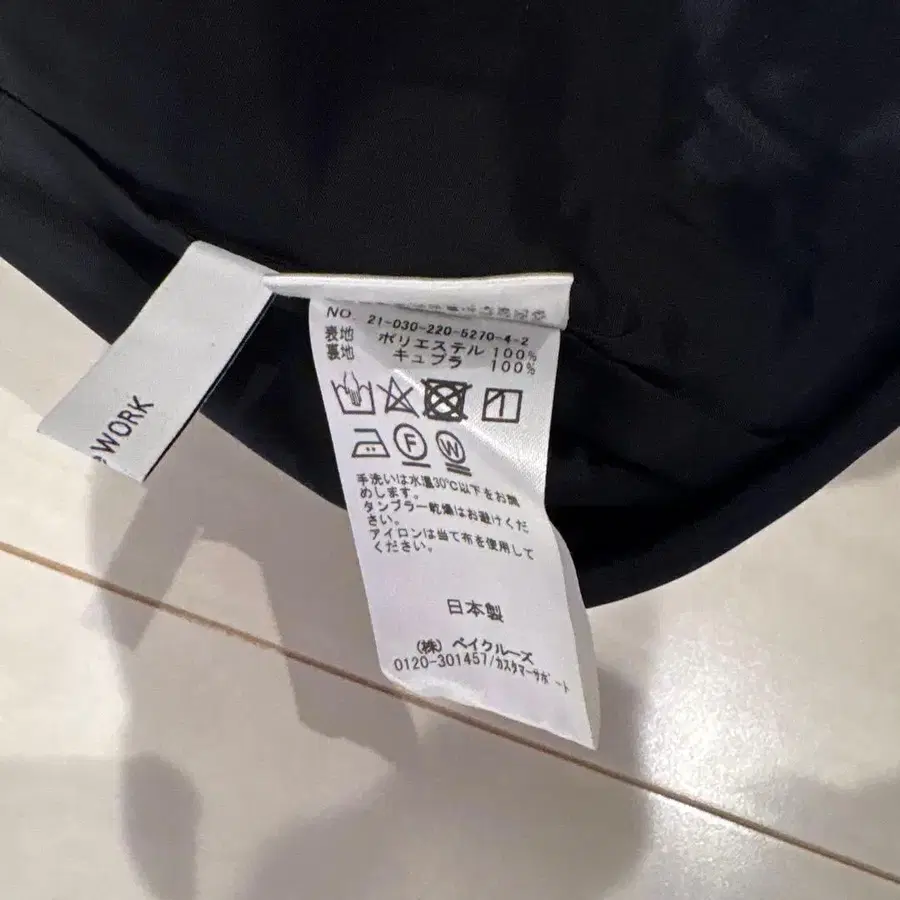 WORK
NO. 21-030-220-5270-4-2
表地 ポリエステル 100%
裏地 キュプラ 100%
F W
手洗いは水温30℃以下をお勧
めします。
タンブラー乾燥はお避けくだ
さい。
アイロンは当て布を使用して
ください。
日本製
(株) ベイクルーズ
0120-301457/カスタマーサポート